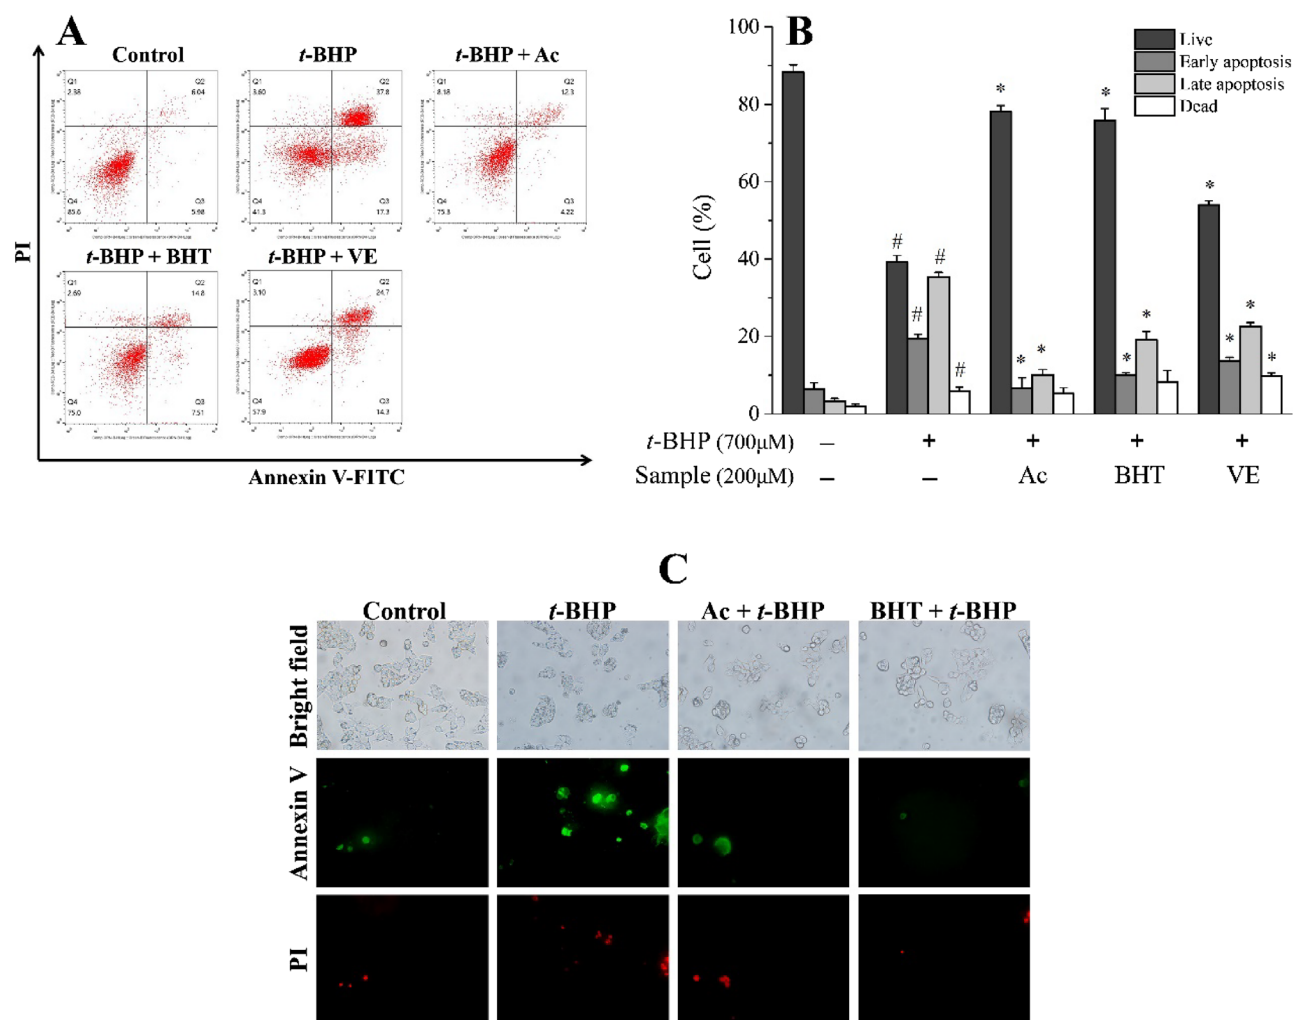 A
Control
t-BHP
t-BHP + Ac
Q1
2.38
Q2
6.04
Q4
85.6
Q3
5.98
Q1
3.60
Q2
37.8
Q4
41.3
Q3
17.3
Q1
8.18
Q2
12.3
Q4
75.3
Q3
4.22
t-BHP + BHT
t-BHP + VE
Q1
2.69
Q2
14.8
Q4
75.0
Q3
7.51
Q1
3.10
Q2
24.7
Q4
57.9
Q3
14.3
PI
Annexin V-FITC
B
Live
Early apoptosis
Late apoptosis
Dead
Cell (%)
100
80
60
40
20
0
# # # #
* * *
* * *
* * * *
t-BHP (700μM) – + + + +
Sample (200μM) – – Ac BHT VE
C
Control
t-BHP
Ac + t-BHP
BHT + t-BHP
Bright field
Annexin V
PI